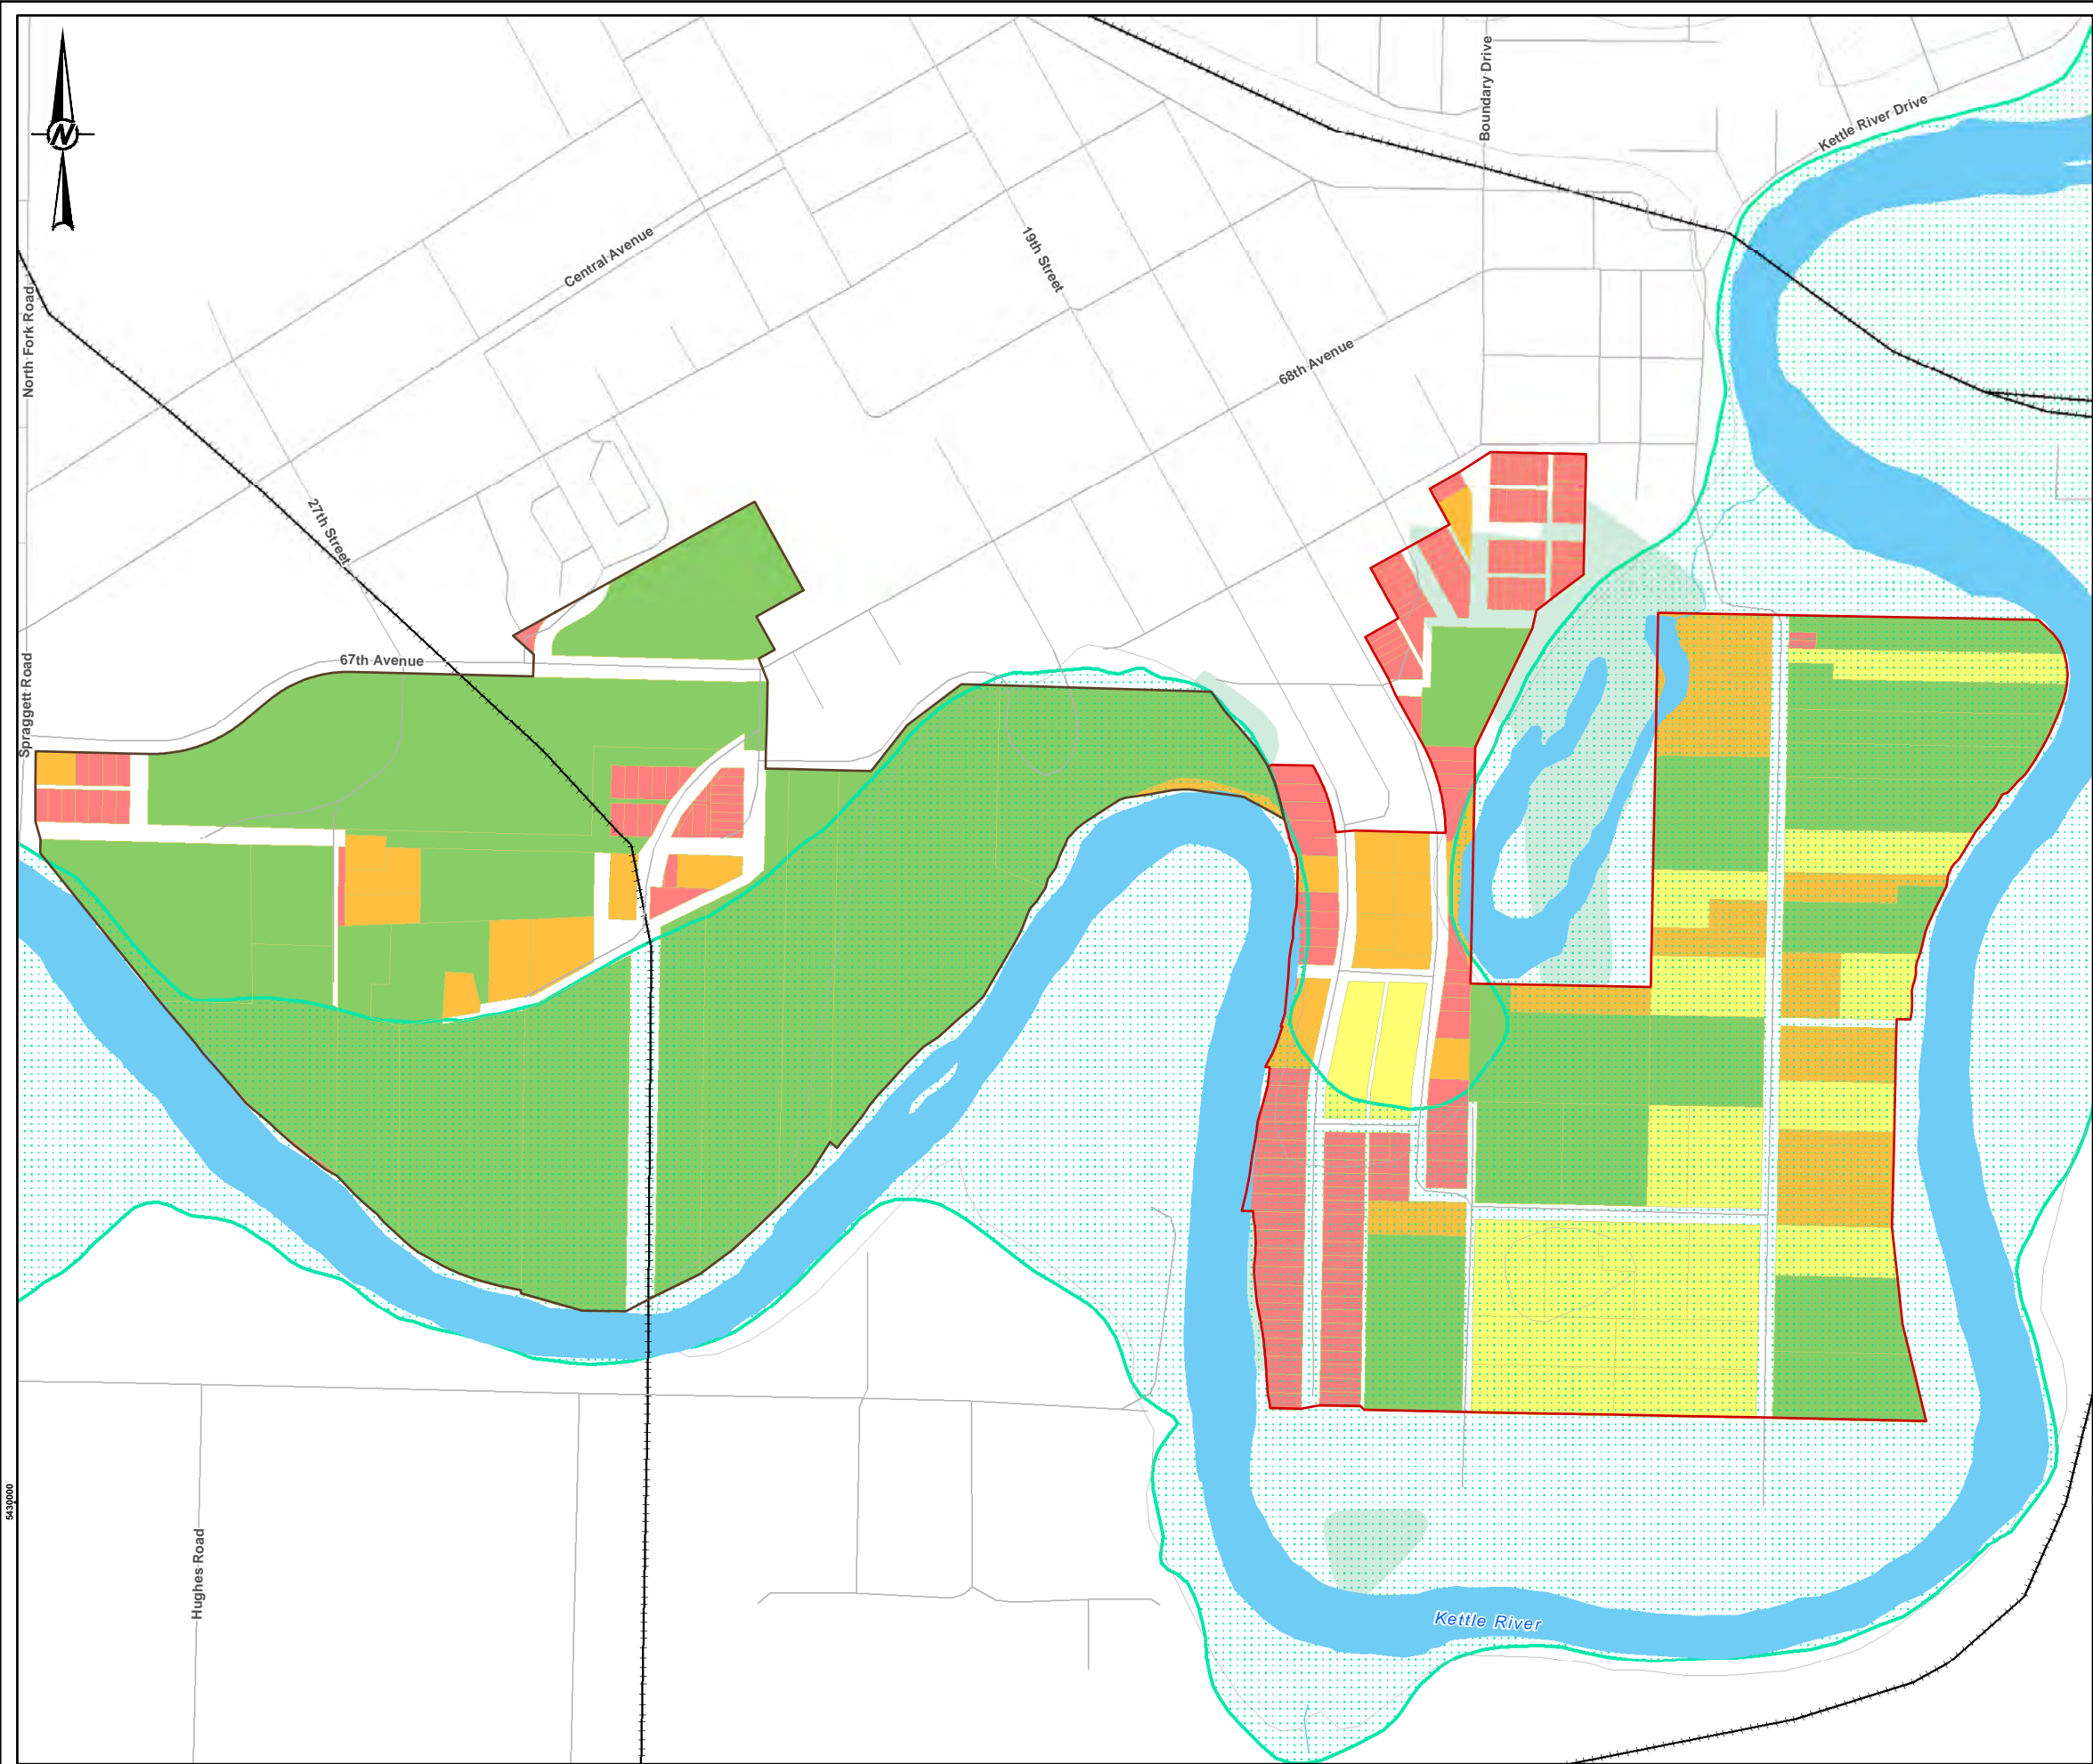 Boundary Drive
Kettle River Drive
N
Central Avenue
19th Street
North Fork Road
68th Avenue
27th Street
67th Avenue
Spraggett Road
5430000
Hughes Road
Kettle River